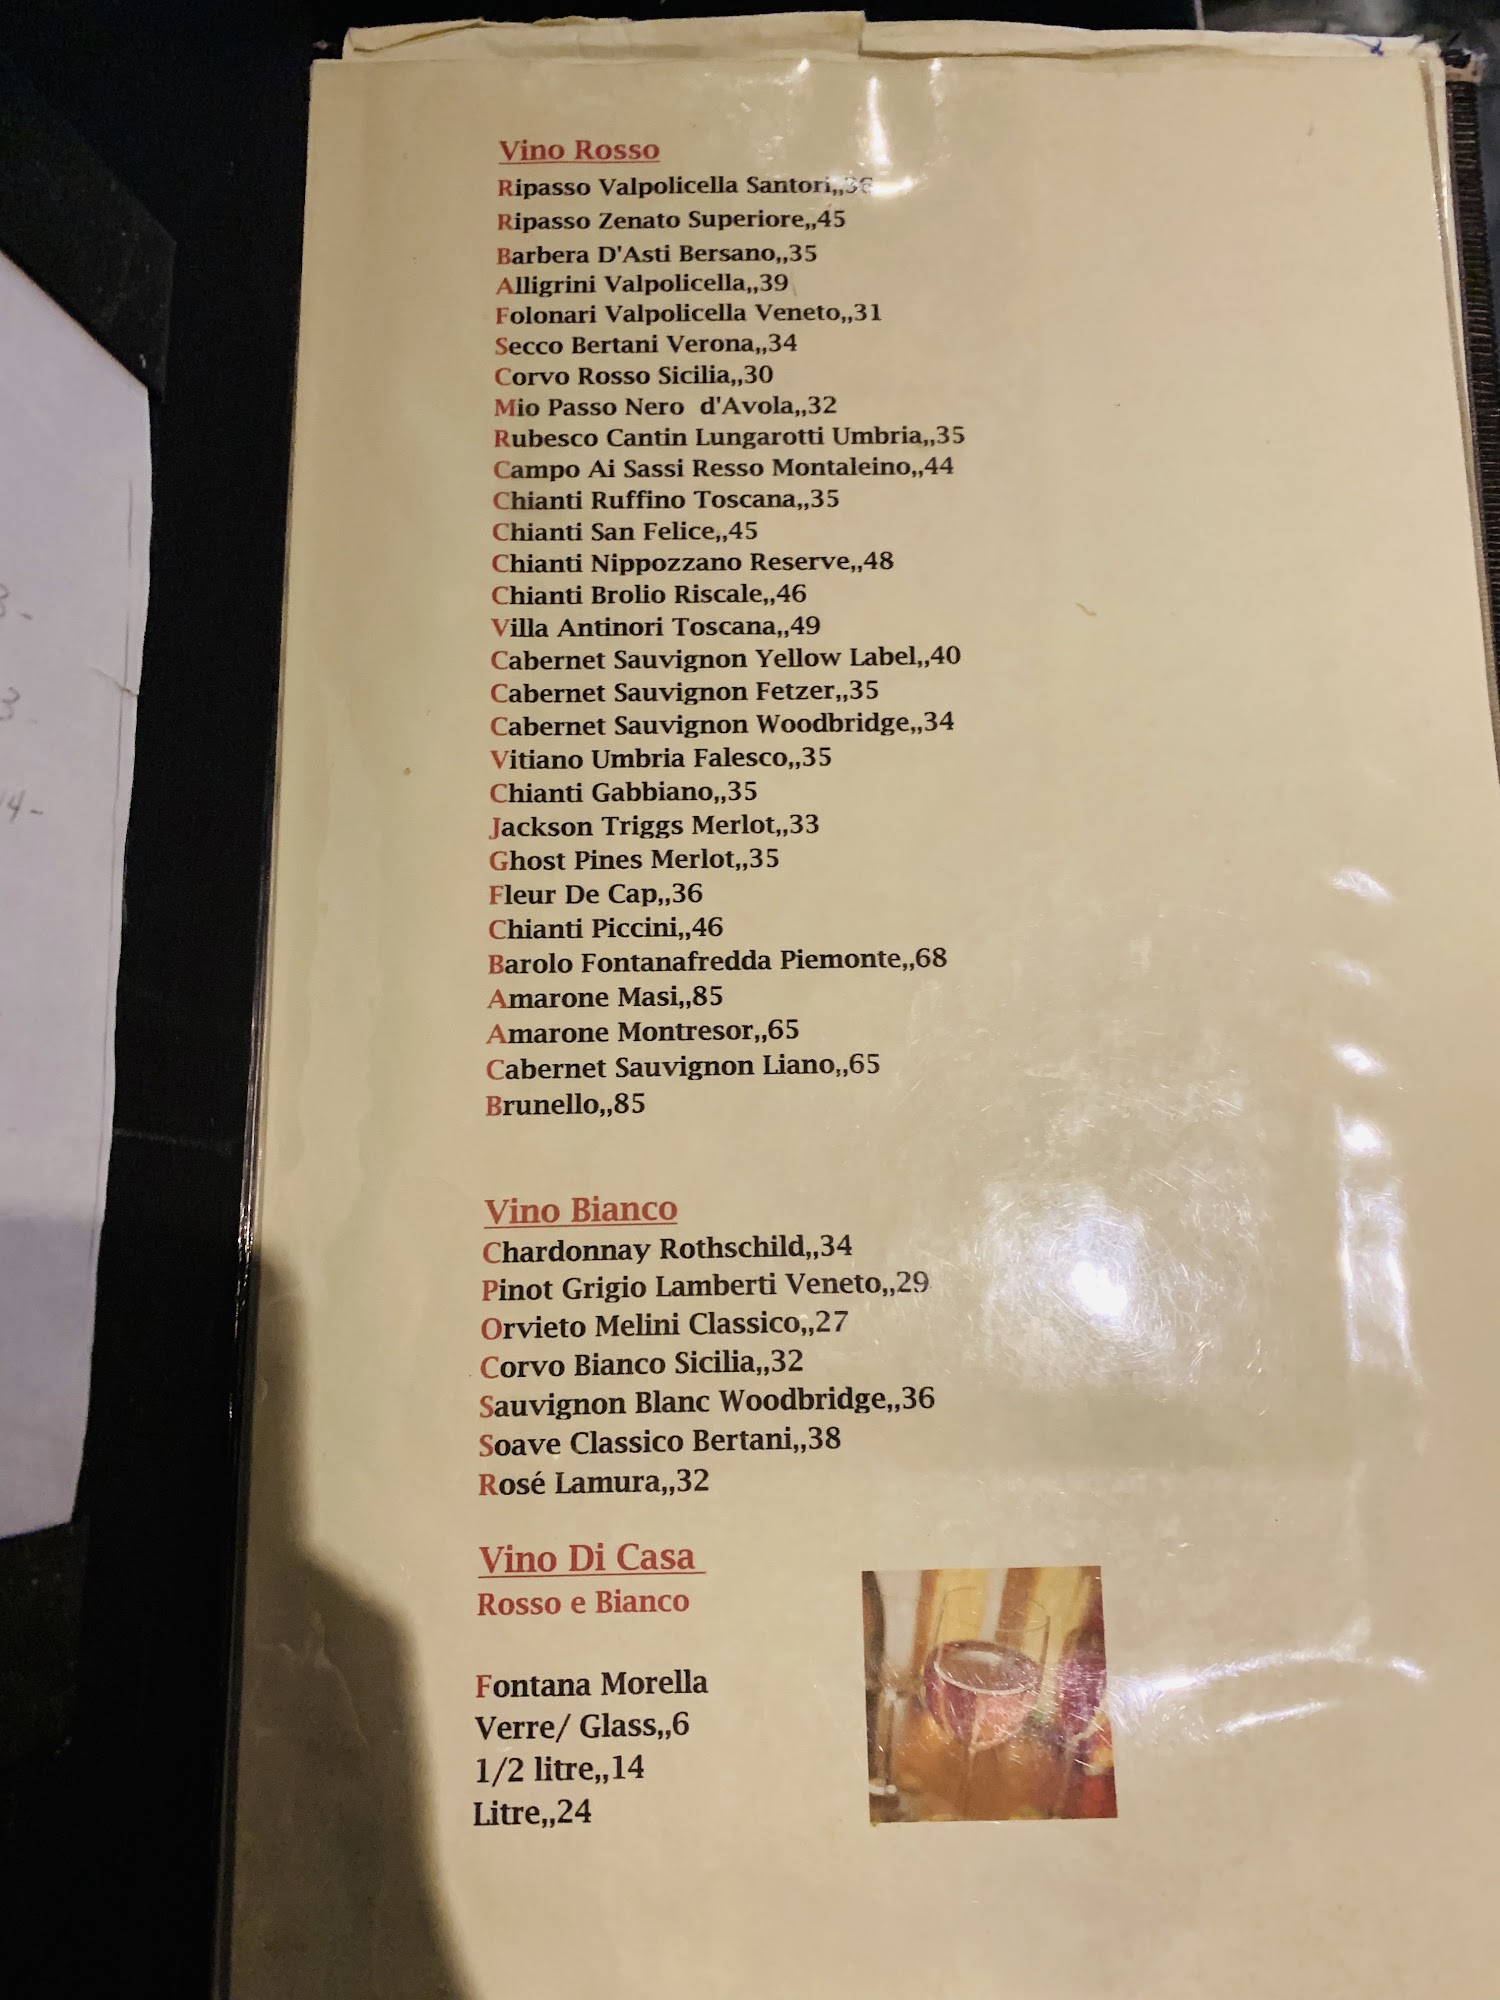 Vino Rosso
Ripasso Valpolicella Santori,,36
Ripasso Zenato Superiore,,45
Barbera D'Asti Bersano,,35
Alligrini Valpolicella,,39
Folonari Valpolicella Veneto,,31
Secco Bertani Verona,,34
Corvo Rosso Sicilia,,30
Mio Passo Nero d'Avola,,32
Rubesco Cantin Lungarotti Umbria,,35
Campo Ai Sassi Resso Montaleino,,44
Chianti Ruffino Toscana,,35
Chianti San Felice,,45
Chianti Nippozzano Reserve,,48
Chianti Brolio Riscale,,46
Villa Antinori Toscana,,49
Cabernet Sauvignon Yellow Label,,40
Cabernet Sauvignon Fetzer,,35
Cabernet Sauvignon Woodbridge,,34
Vitiano Umbria Falesco,,35
Chianti Gabbiano,,35
Jackson Triggs Merlot,,33
Ghost Pines Merlot,,35
Fleur De Cap,,36
Chianti Piccini,,46
Barolo Fontanafredda Piemonte,,68
Amarone Masi,,85
Amarone Montresor,,65
Cabernet Sauvignon Liano,,65
Brunello,,85
Vino Bianco
Chardonnay Rothschild,,34
Pinot Grigio Lamberti Veneto,,29
Orvieto Melini Classico,,27
Corvo Bianco Sicilia,,32
Sauvignon Blanc Woodbridge,,36
Soave Classico Bertani,,38
Rosé Lamura,,32
Vino Di Casa
Rosso e Bianco
Fontana Morella
Verre/ Glass,,6
1/2 litre,,14
Litre,,24